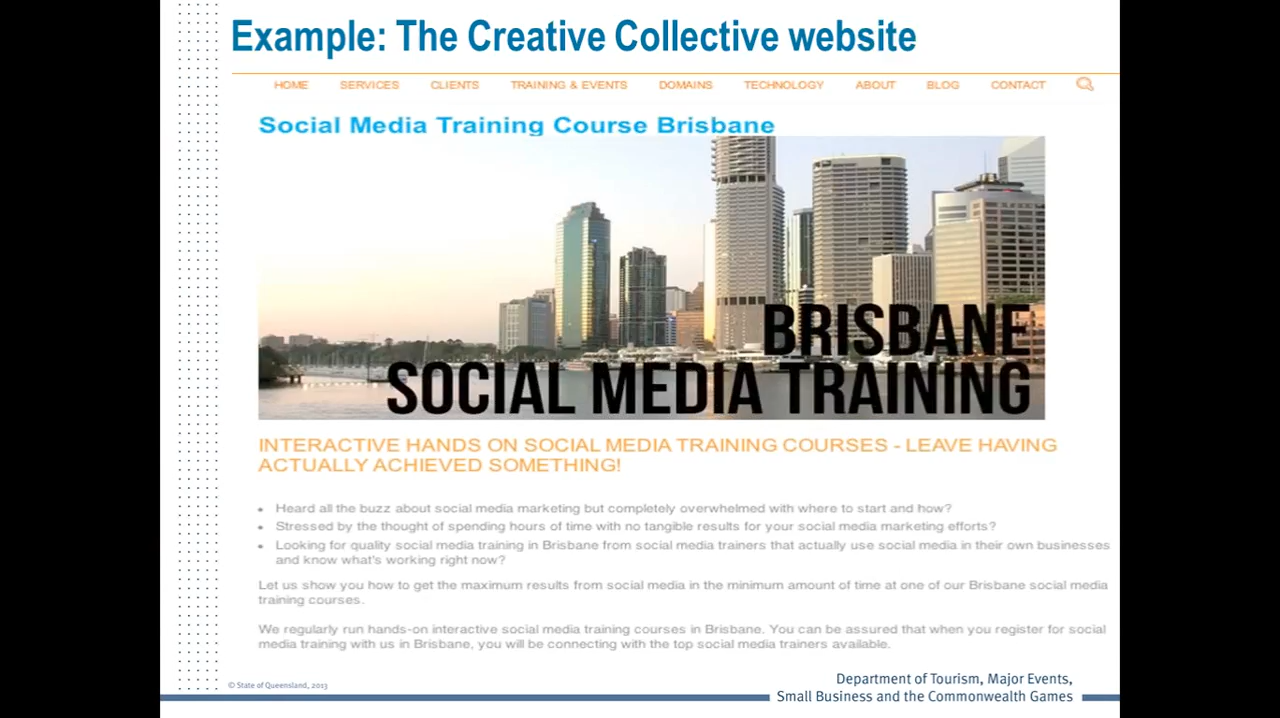 Example: The Creative Collective website
HOME SERVICES CLIENTS TRAINING & EVENTS DOMAINS TECHNOLOGY ABOUT BLOG CONTACT
Social Media Training Course Brisbane
BRISBANE
SOCIAL MEDIA TRAINING
INTERACTIVE HANDS ON SOCIAL MEDIA TRAINING COURSES - LEAVE HAVING
ACTUALLY ACHIEVED SOMETHING!
• Heard all the buzz about social media marketing but completely overwhelmed with where to start and how?
• Stressed by the thought of spending hours of time with no tangible results for your social media marketing efforts?
• Looking for quality social media training in Brisbane from social media trainers that actually use social media in their own businesses
and know what's working right now?
Let us show you how to get the maximum results from social media in the minimum amount of time at one of our Brisbane social media
training courses.
We regularly run hands-on interactive social media training courses in Brisbane. You can be assured that when you register for social
media training with us in Brisbane, you will be connecting with the top social media trainers available.
© State of Queensland, 2013
Department of Tourism, Major Events,
Small Business and the Commonwealth Games